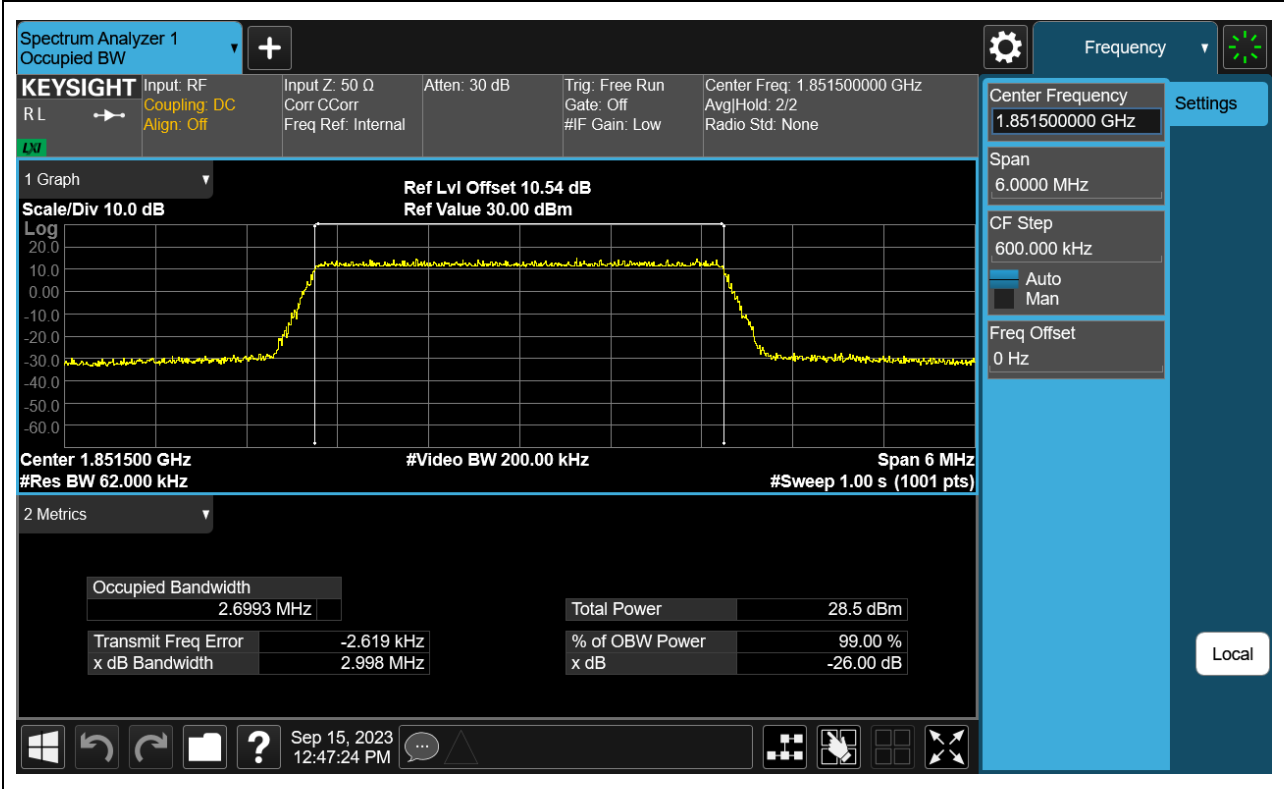 Spectrum Analyzer 1
Occupied BW
Frequency
KEYSIGHT
R L
LXI
Input: RF
Coupling: DC
Align: Off
Input Z: 50 Ω
Corr CCorr
Freq Ref: Internal
Atten: 30 dB
Trig: Free Run
Gate: Off
#IF Gain: Low
Center Freq: 1.851500000 GHz
Avg|Hold: 2/2
Radio Std: None
Center Frequency
1.851500000 GHz
Settings
Span
6.0000 MHz
CF Step
600.000 kHz
Auto
Man
Freq Offset
0 Hz
1 Graph
Scale/Div 10.0 dB
Ref Lvl Offset 10.54 dB
Ref Value 30.00 dBm
Log
20.0
10.0
0.00
-10.0
-20.0
-30.0
-40.0
-50.0
-60.0
Center 1.851500 GHz
#Video BW 200.00 kHz
Span 6 MHz
#Res BW 62.000 kHz
#Sweep 1.00 s (1001 pts)
2 Metrics
Occupied Bandwidth
2.6993 MHz
Total Power 28.5 dBm
Transmit Freq Error -2.619 kHz
% of OBW Power 99.00 %
x dB Bandwidth 2.998 MHz
x dB -26.00 dB
Local
?
Sep 15, 2023
12:47:24 PM